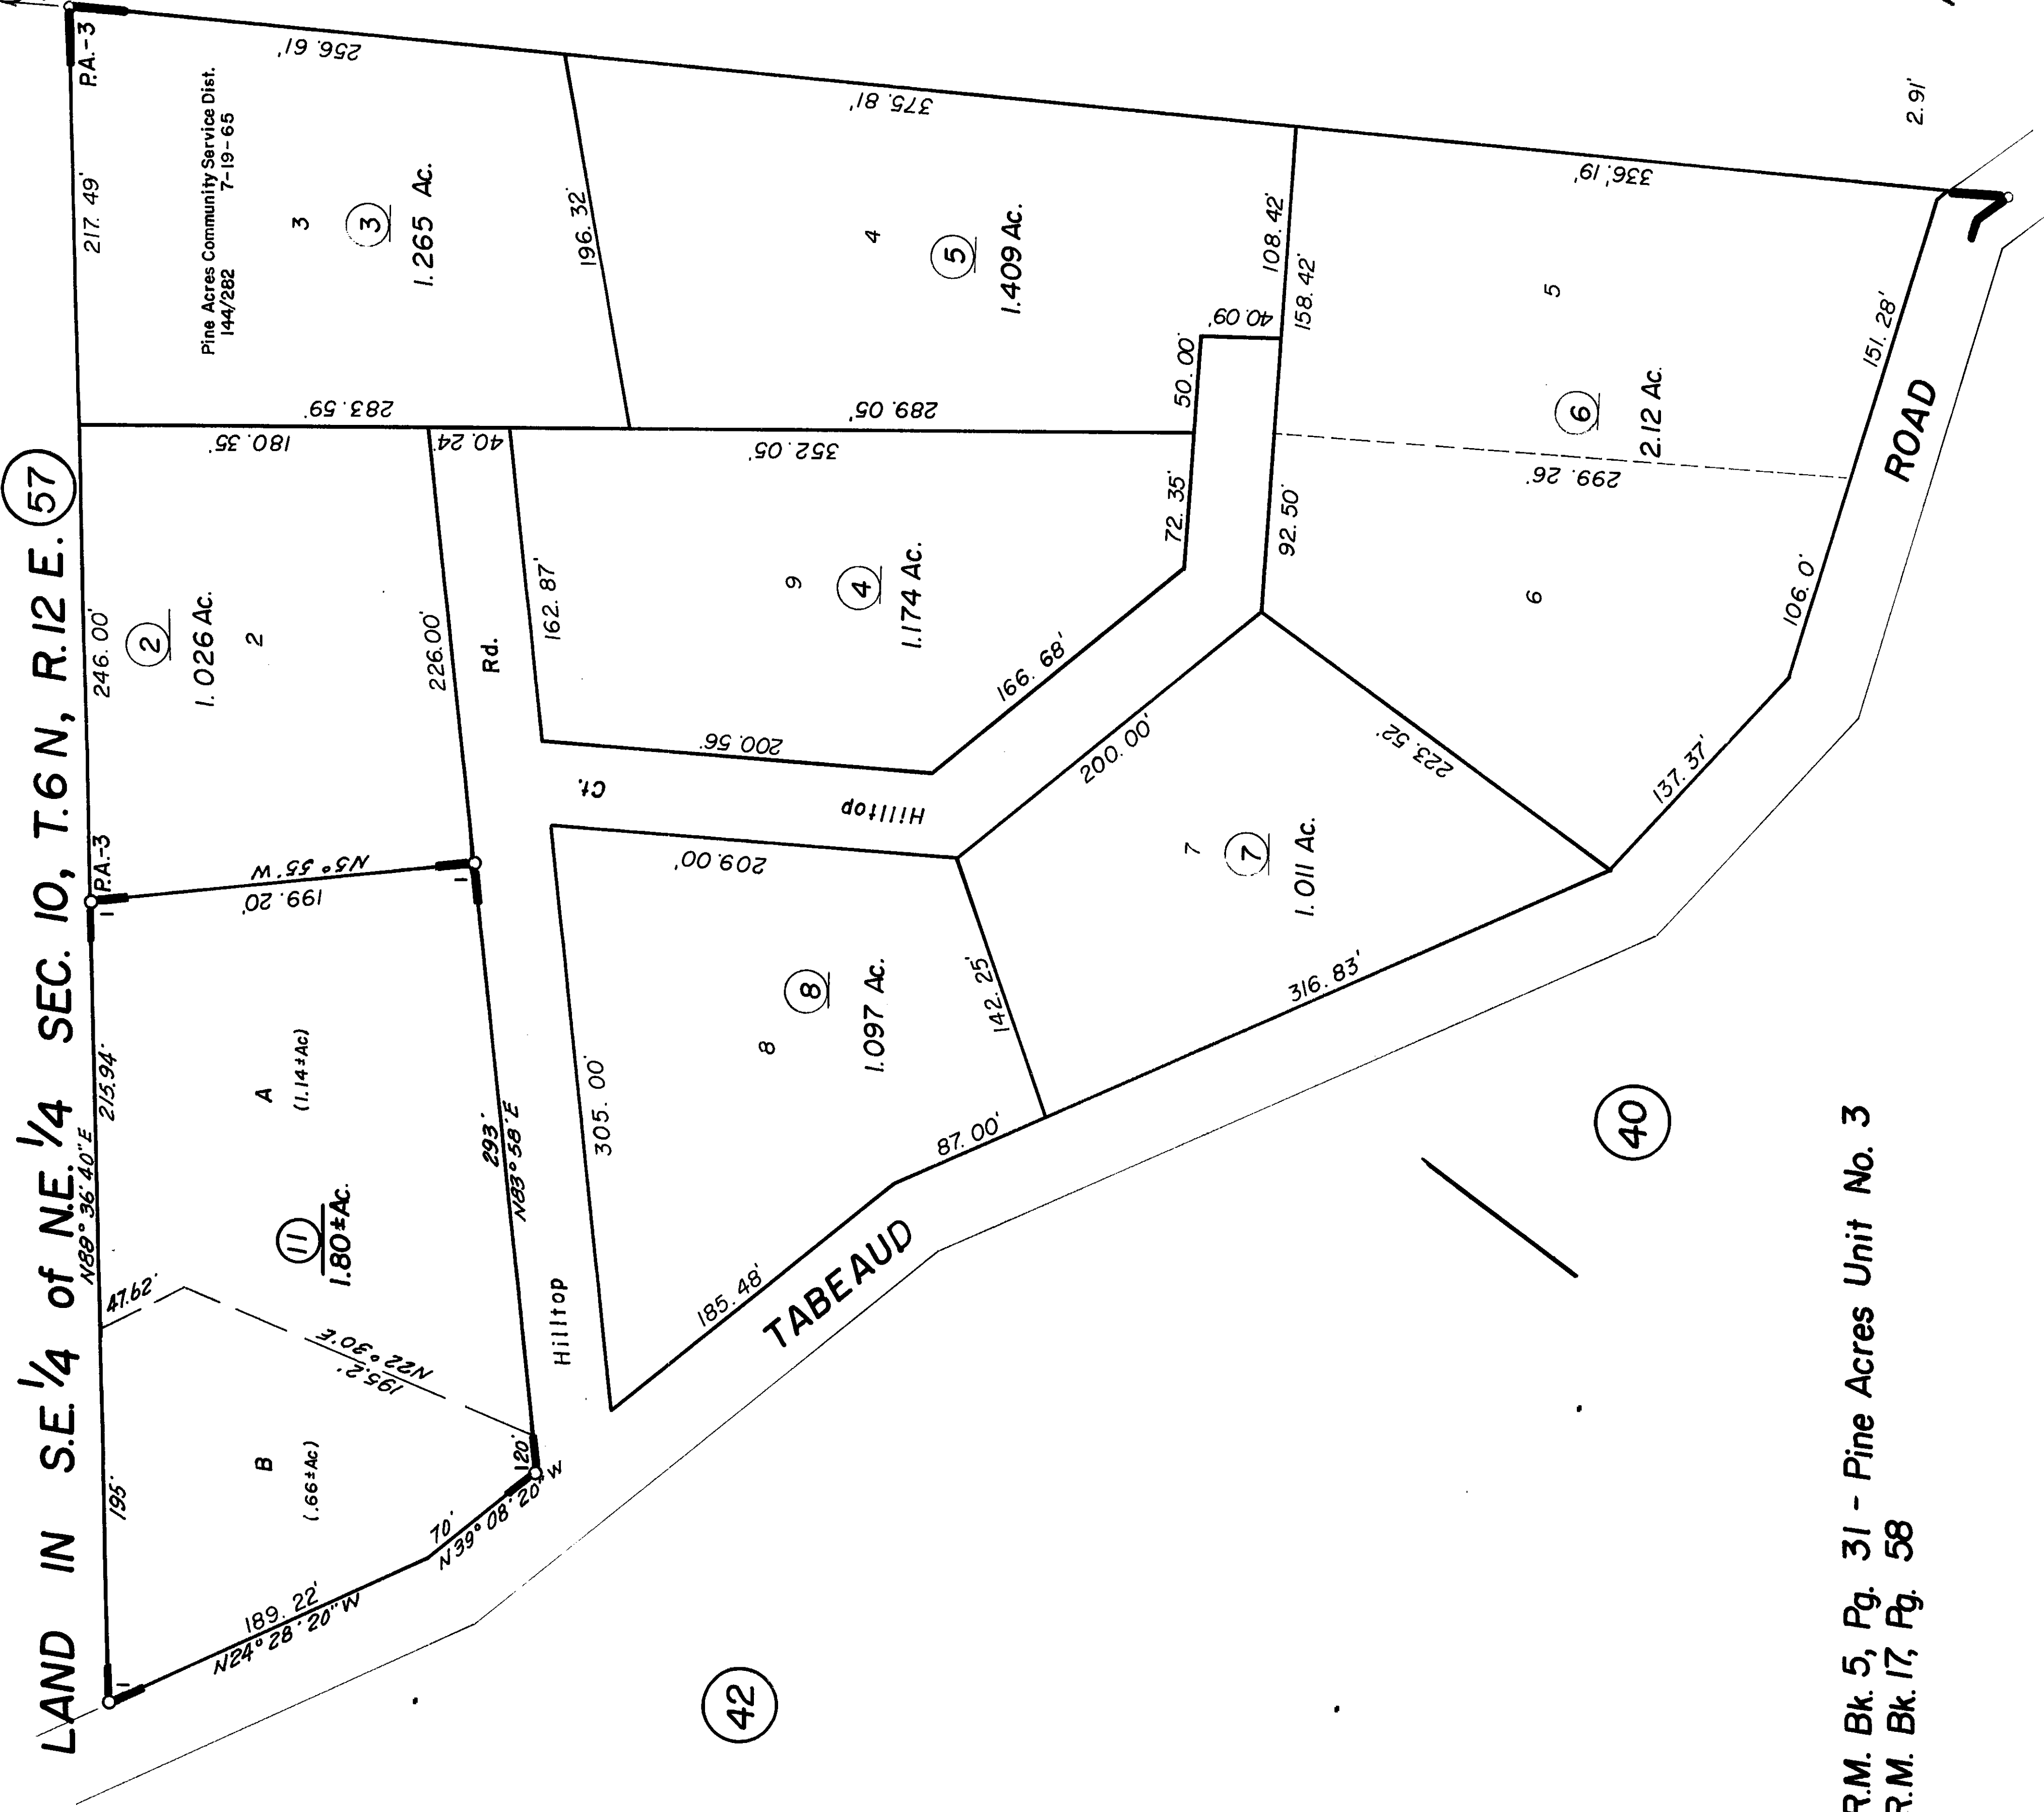 LAND IN S.E. 1/4 of N.E. 1/4 SEC. 10, T.6 N, R.12 E. 57
195'
N88° 36' 40" E
215.94'
P.A.-3
1
246.00'
217.49'
P.A.-3
1
47.62'
B
(.66±Ac)
A
(1.14±Ac)
11
1.80±Ac.
N22° 30' E
195.2'
189.22'
N24° 28' 20" W
70'
N39° 08' 20" W
120'
293'
N83° 58' E
N5° 55' W
199.20'
1
2
1.026 Ac.
2
180.35'
226.00'
40.24'
Pine Acres Community Service Dist.
144/282 7-19-65
3
3
1.265 Ac.
256.61'
283.59'
196.32'
Hilltop
Rd.
305.00'
162.87'
352.05'
289.05'
375.81'
4
5
1.409 Ac.
9
4
1.174 Ac.
200.56'
166.68'
72.35'
50.00'
40.09'
108.42'
158.42'
92.50'
Hilltop
Ct.
209.00'
8
8
1.097 Ac.
142.25'
87.00'
185.48'
TABEAUD
200.00'
223.52'
7
7
1.011 Ac.
316.83'
137.37'
106.0'
151.28'
ROAD
299.26'
336.19'
5
6
2.12 Ac.
6
2.91'
42
40
R.M. Bk. 5, Pg. 31 - Pine Acres Unit No. 3
R.M. Bk. 17, Pg. 58